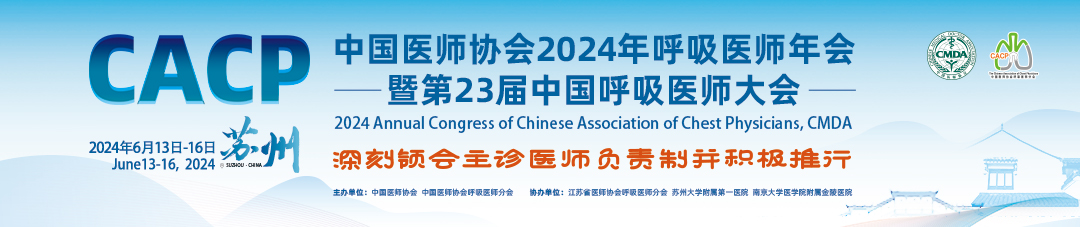 CACP
2024年6月13日-16日
June13-16, 2024
苏州
SUZHOU·CHINA
中国医师协会2024年呼吸医师年会
暨第23届中国呼吸医师大会
2024 Annual Congress of Chinese Association of Chest Physicians, CMDA
深刻领会主诊医师负责制并积极推行
主办单位：中国医师协会 中国医师协会呼吸医师分会 协办单位：江苏省医师协会呼吸医师分会 苏州大学附属第一医院 南京大学医学院附属金陵医院
CMDA
CACP